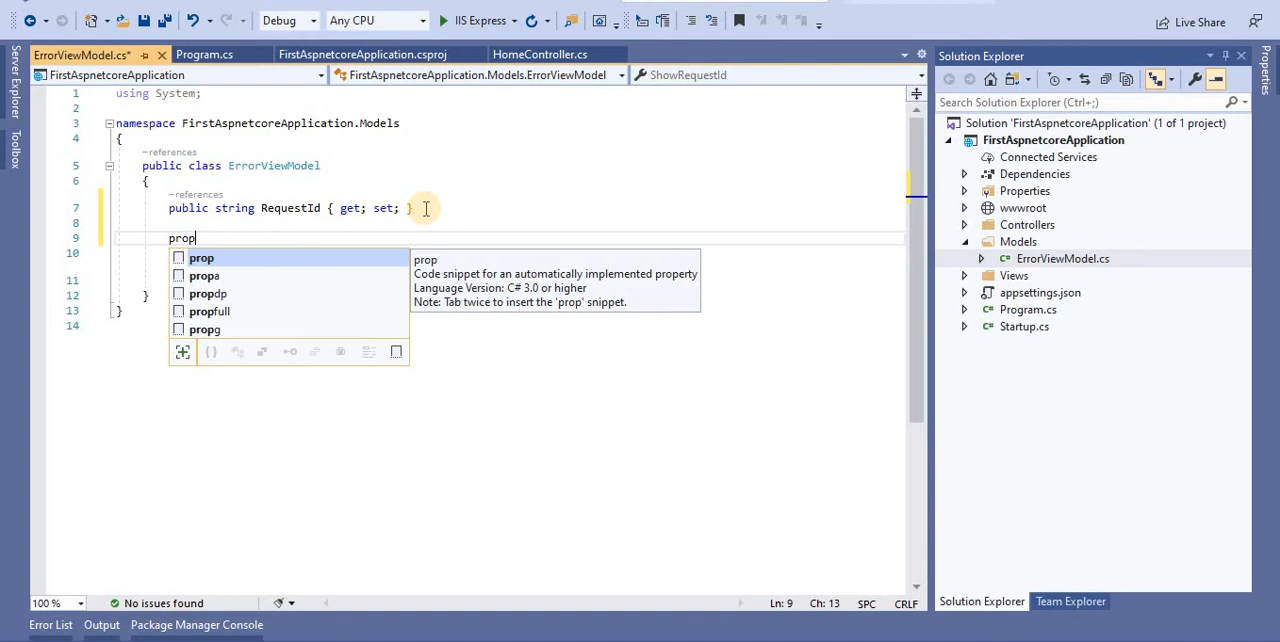 Debug
Any CPU
IIS Express
Live Share
ErrorViewModel.cs*
Program.cs
FirstAspnetcoreApplication.csproj
HomeController.cs
FirstAspnetcoreApplication
FirstAspnetcoreApplication.Models.ErrorViewModel
ShowRequestId
Server Explorer
Toolbox
1 using System;
2
3 namespace FirstAspnetcoreApplication.Models
4 {
-references
5 public class ErrorViewModel
6 {
-references
7 public string RequestId { get; set; }
8
9 prop
10
11
12 }
13 }
14
prop
propa
propdp
propfull
propg
prop
Code snippet for an automatically implemented property
Language Version: C# 3.0 or higher
Note: Tab twice to insert the 'prop' snippet.
Solution Explorer
Search Solution Explorer (Ctrl+;)
Solution 'FirstAspnetcoreApplication' (1 of 1 project)
FirstAspnetcoreApplication
Connected Services
Dependencies
Properties
wwwroot
Controllers
Models
C# ErrorViewModel.cs
Views
appsettings.json
C# Program.cs
C# Startup.cs
Properties
100 %
No issues found
Ln: 9 Ch: 13 SPC CRLF
Solution Explorer Team Explorer
Error List Output Package Manager Console